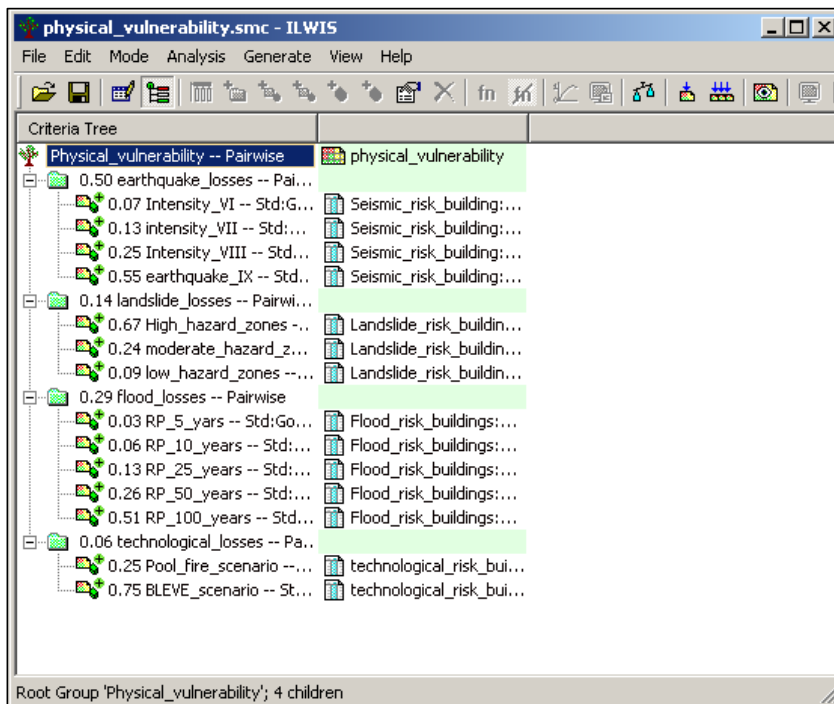 physical_vulnerability.smc - ILWIS
File Edit Mode Analysis Generate View Help
fn fn
Criteria Tree
Physical_vulnerability -- Pairwise physical_vulnerability
0.50 earthquake_losses -- Pai...
0.07 Intensity_VI -- Std:G... Seismic_risk_building:...
0.13 intensity_VII -- Std:... Seismic_risk_building:...
0.25 Intensity_VIII -- Std... Seismic_risk_building:...
0.55 earthquake_IX -- Std.. Seismic_risk_building:...
0.14 landslide_losses -- Pairwi...
0.67 High_hazard_zones -.. Landslide_risk_buildin...
0.24 moderate_hazard_z... Landslide_risk_buildin...
0.09 low_hazard_zones --... Landslide_risk_buildin...
0.29 flood_losses -- Pairwise
0.03 RP_5_yars -- Std:Go... Flood_risk_buildings:...
0.06 RP_10_years -- Std:... Flood_risk_buildings:...
0.13 RP_25_years -- Std:... Flood_risk_buildings:...
0.26 RP_50_years -- Std:... Flood_risk_buildings:...
0.51 RP_100_years -- Std... Flood_risk_buildings:...
0.06 technological_losses -- Pa..
0.25 Pool_fire_scenario --... technological_risk_bui...
0.75 BLEVE_scenario -- St... technological_risk_bui...
Root Group 'Physical_vulnerability'; 4 children